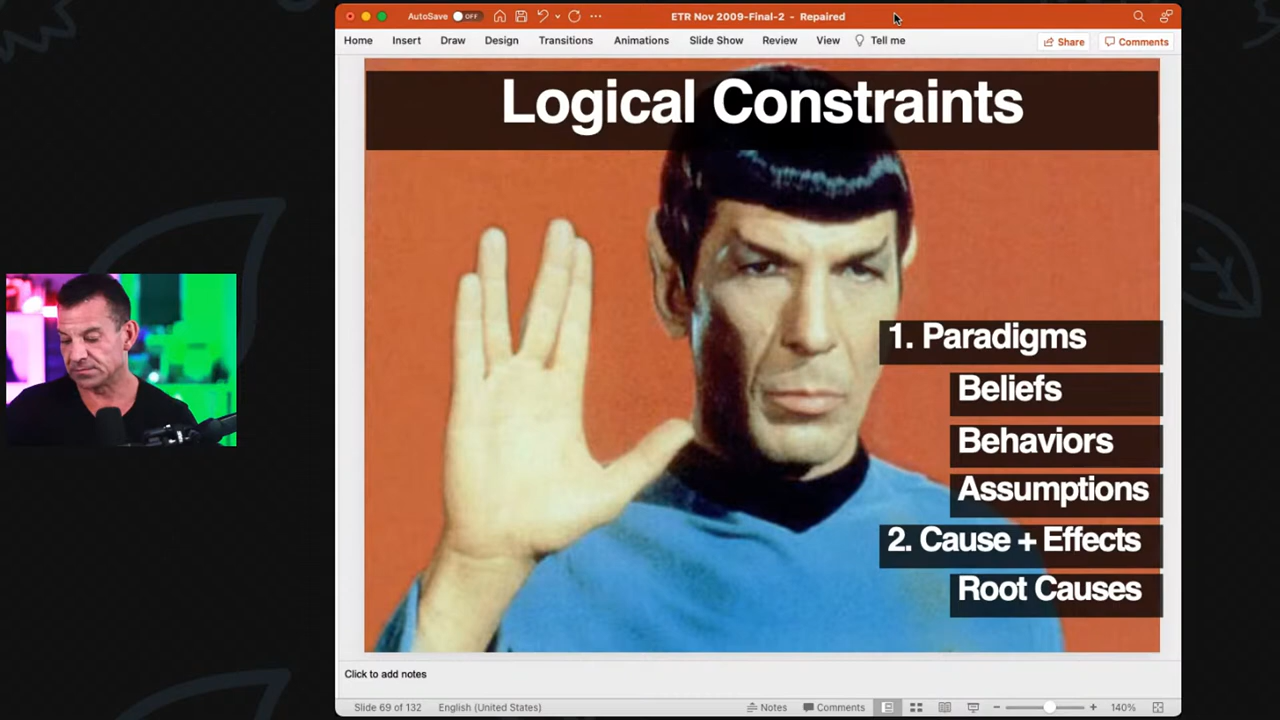 AutoSave OFF ETR Nov 2009-Final-2 - Repaired
Home Insert Draw Design Transitions Animations Slide Show Review View Tell me Share Comments
Logical Constraints
1. Paradigms
Beliefs
Behaviors
Assumptions
2. Cause + Effects
Root Causes
Click to add notes
Slide 69 of 132 English (United States) Notes Comments 140%